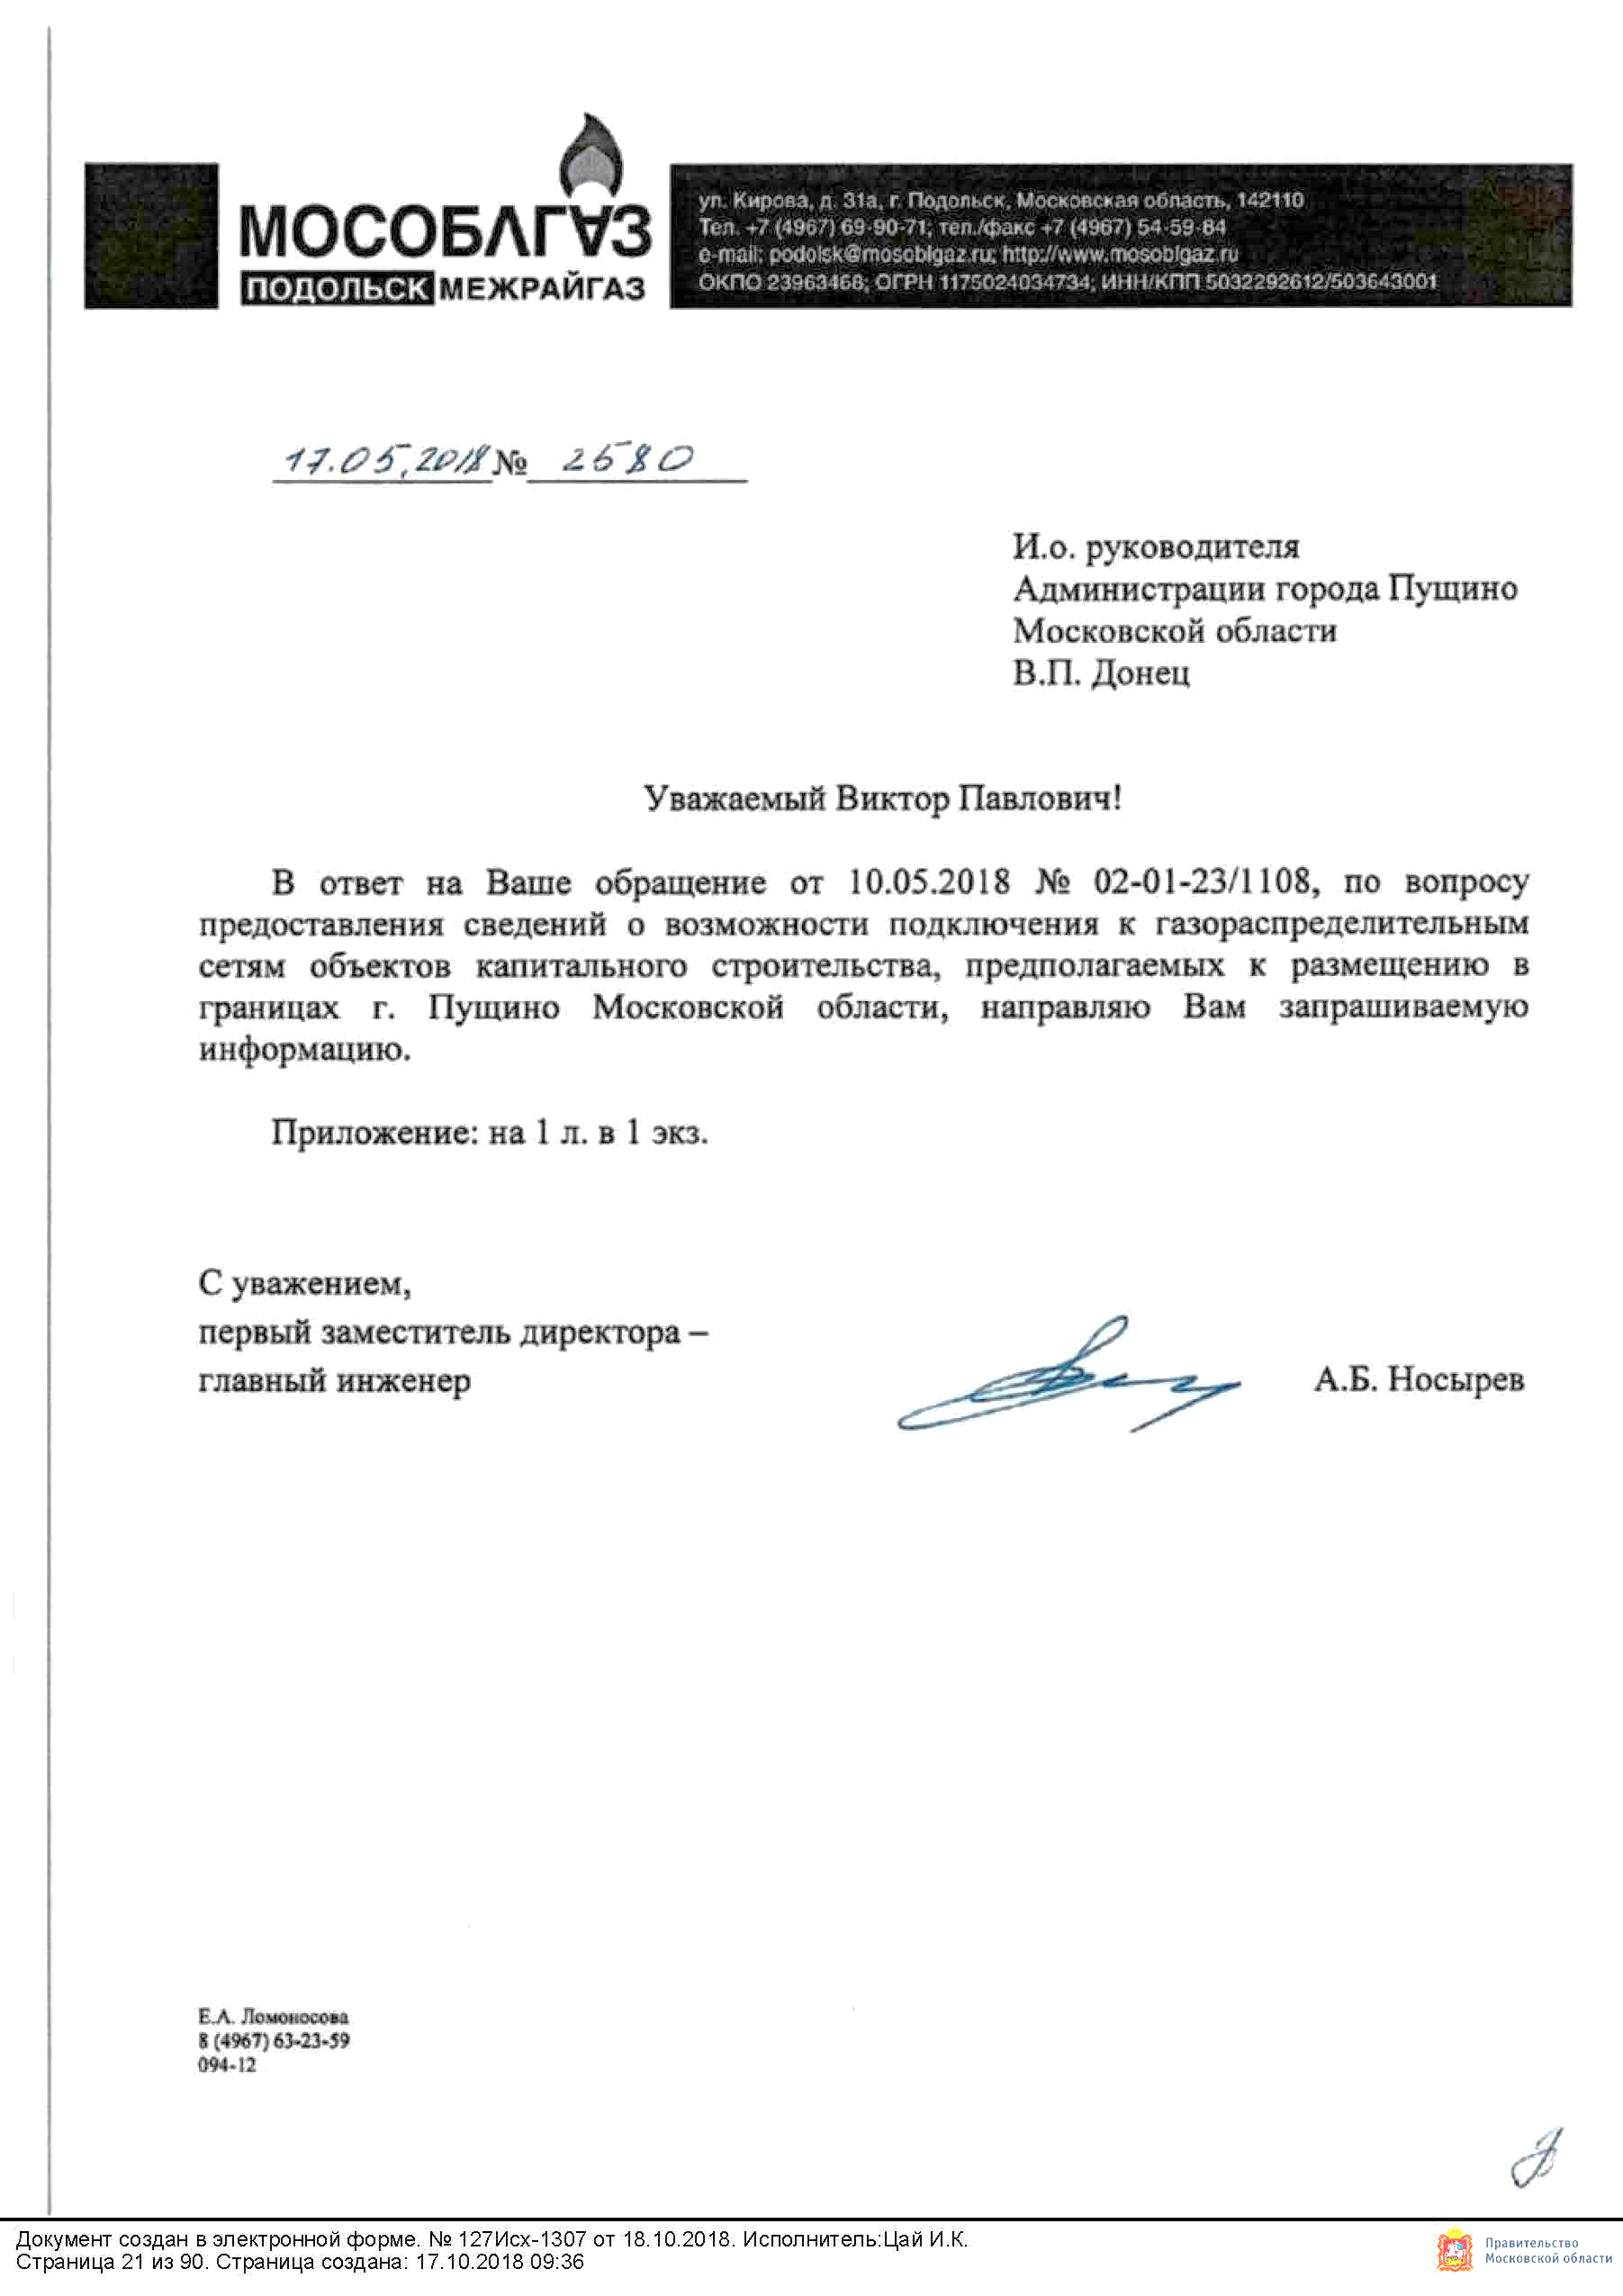 МОСОБЛГАЗ
ПОДОЛЬСК МЕЖРАЙГАЗ
ул. Кирова, д. 31а, г. Подольск, Московская область, 142110
Тел. +7 (4967) 69-90-71; тел./факс +7 (4967) 54-59-84
e-mail: podolsk@mosoblgaz.ru; http://www.mosoblgaz.ru
ОКПО 23963468; ОГРН 1175024034734; ИНН/КПП 5032292612/503643001
17.05.2018 № 2580
И.о. руководителя
Администрации города Пущино
Московской области
В.П. Донец
Уважаемый Виктор Павлович!
В ответ на Ваше обращение от 10.05.2018 № 02-01-23/1108, по вопросу
предоставления сведений о возможности подключения к газораспределительным
сетям объектов капитального строительства, предполагаемых к размещению в
границах г. Пущино Московской области, направляю Вам запрашиваемую
информацию.
Приложение: на 1 л. в 1 экз.
С уважением,
первый заместитель директора –
главный инженер
А.Б. Носырев
Е.А. Ломоносова
8 (4967) 63-23-59
094-12
Документ создан в электронной форме. № 127Исх-1307 от 18.10.2018. Исполнитель:Цай И.К.
Страница 21 из 90. Страница создана: 17.10.2018 09:36
Правительство
Московской области